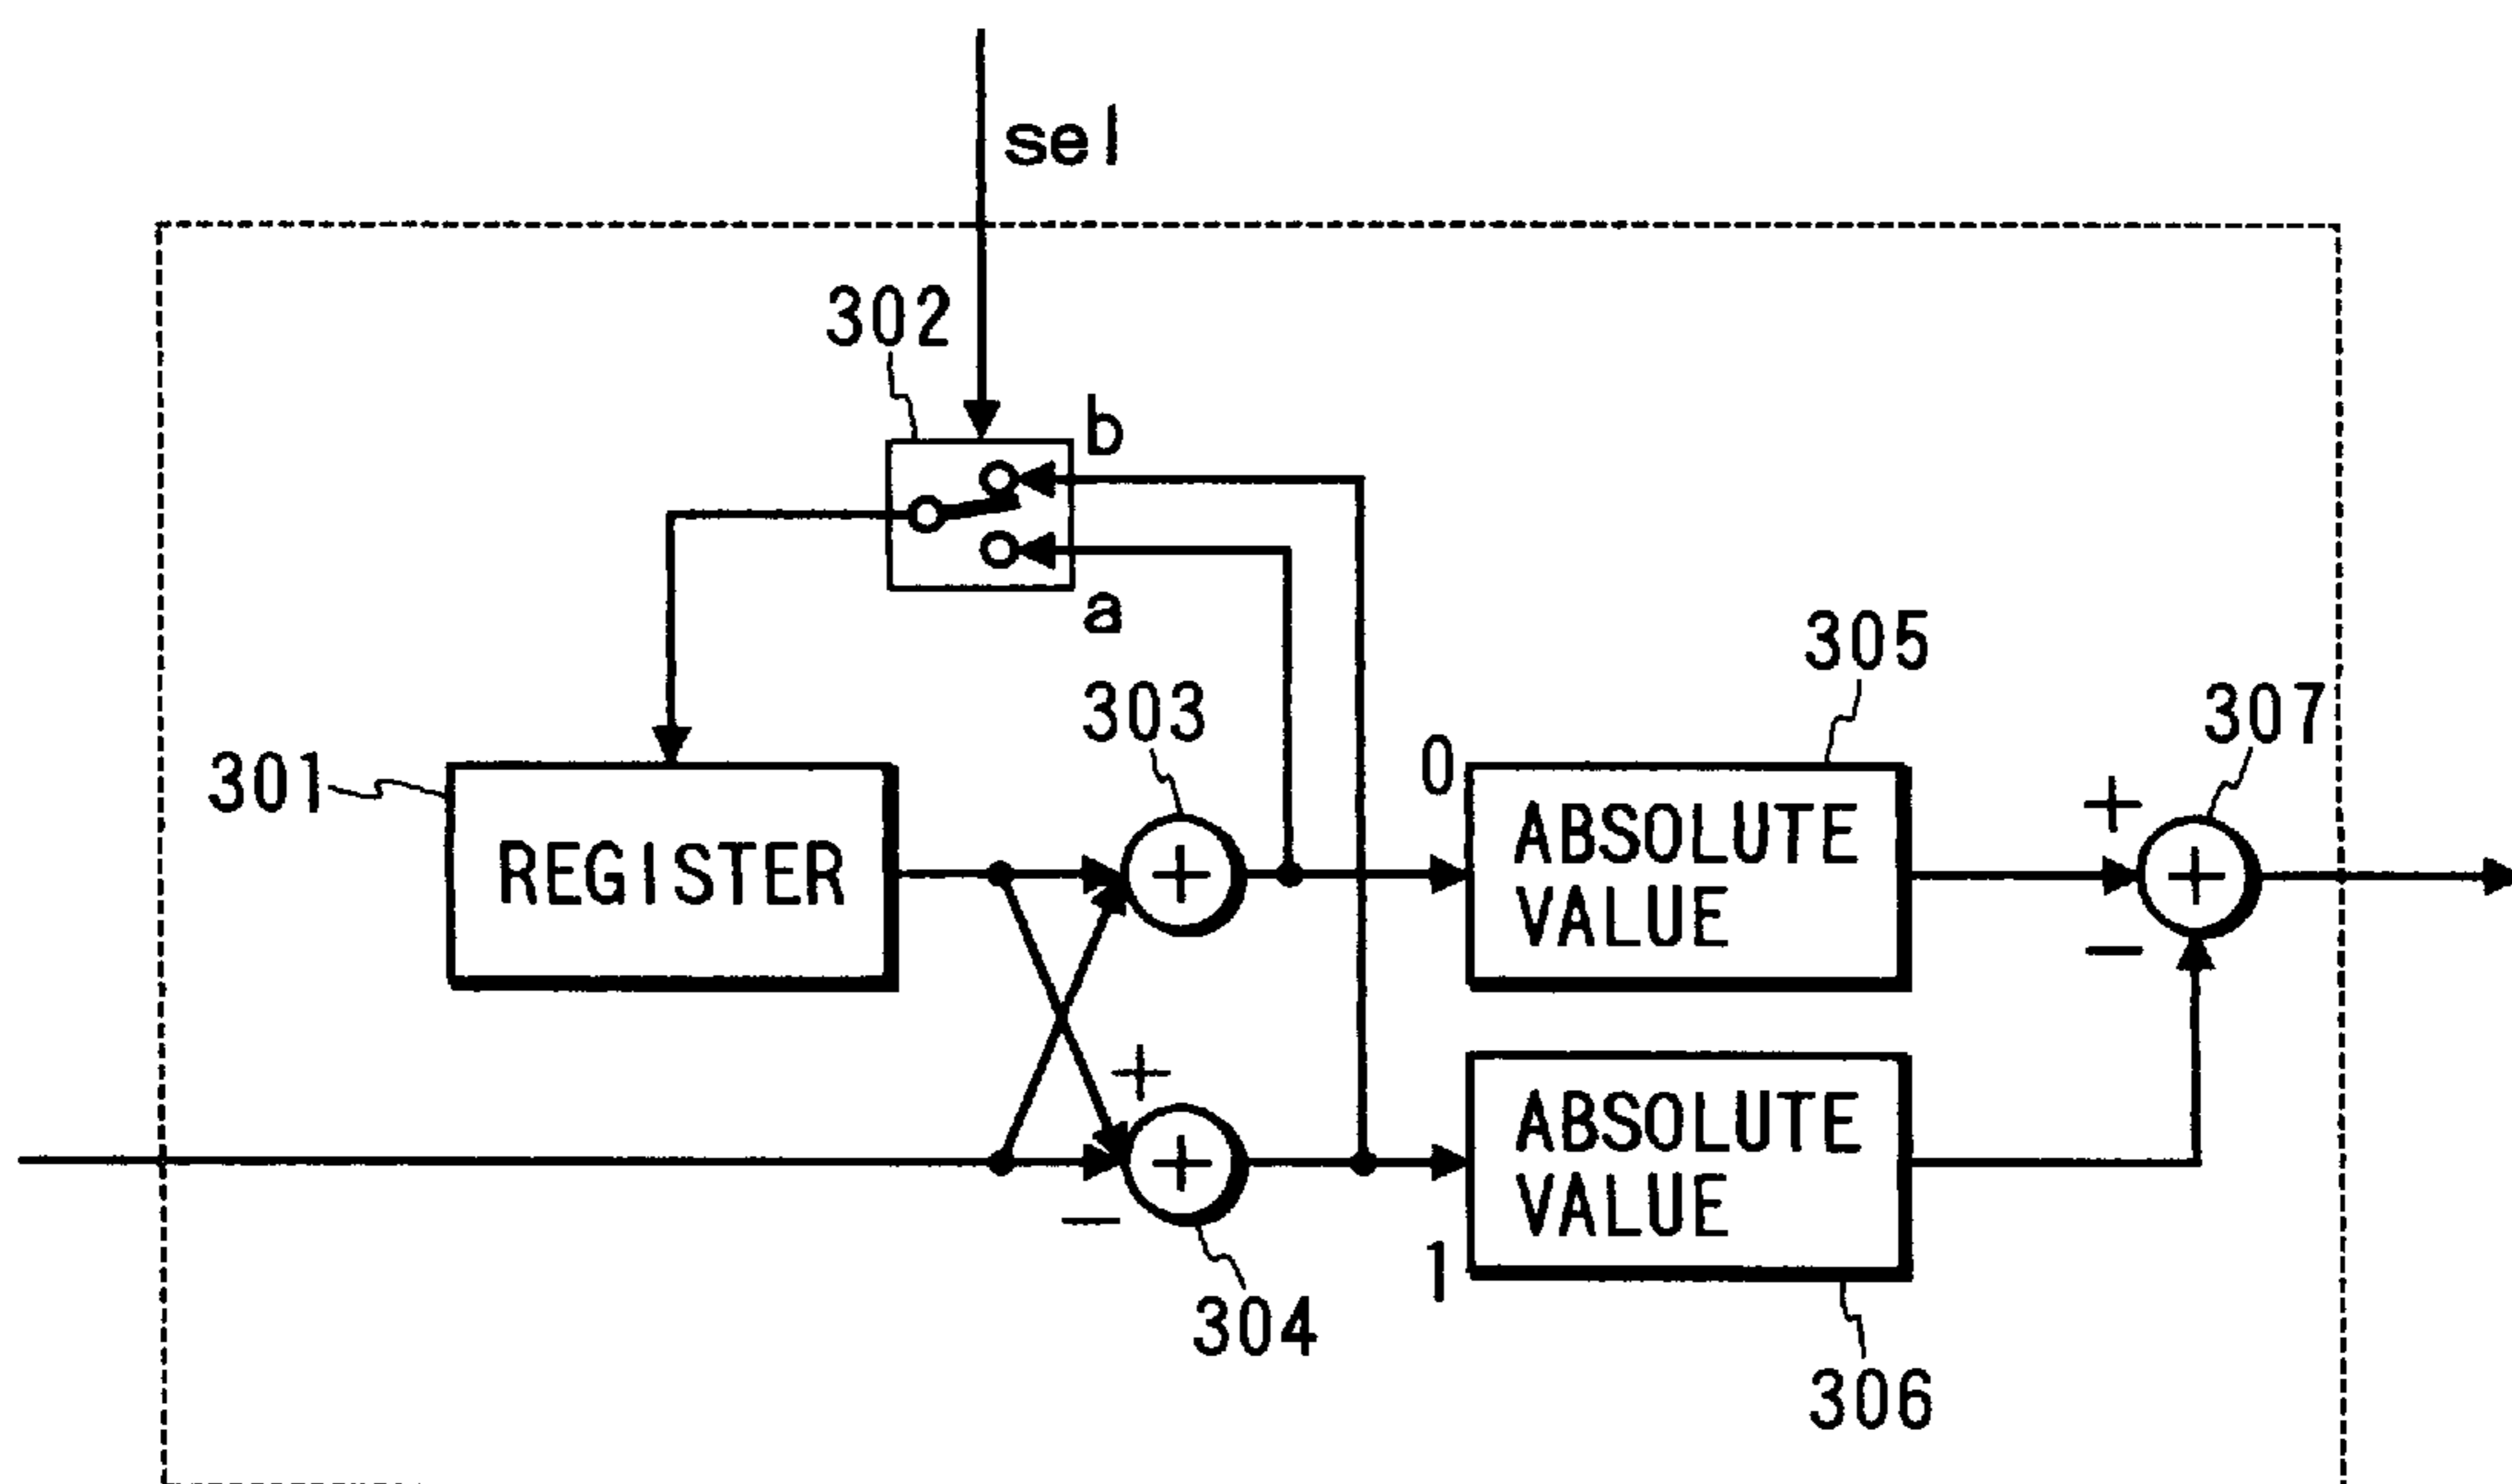 sel
302
b
a
305
303
307
301
0
+
ABSOLUTE
VALUE
REGISTER
+
+
−
+
ABSOLUTE
VALUE
+
−
1
304
306